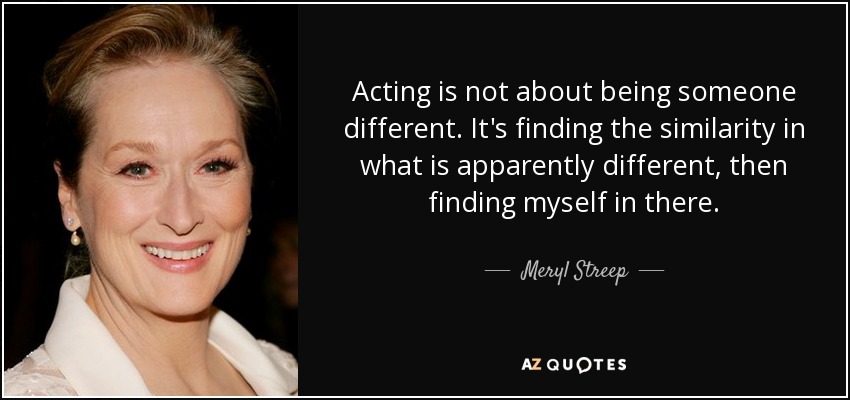 Acting is not about being someone
different. It's finding the similarity in
what is apparently different, then
finding myself in there.
Meryl Streep
AZ QUOTES